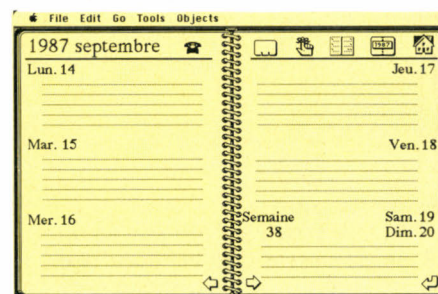 File Edit Go Tools Objects
1987 septembre
1987
Lun. 14
Jeu. 17
Mar. 15
Ven. 18
Mer. 16
Semaine
38
Sam. 19
Dim. 20